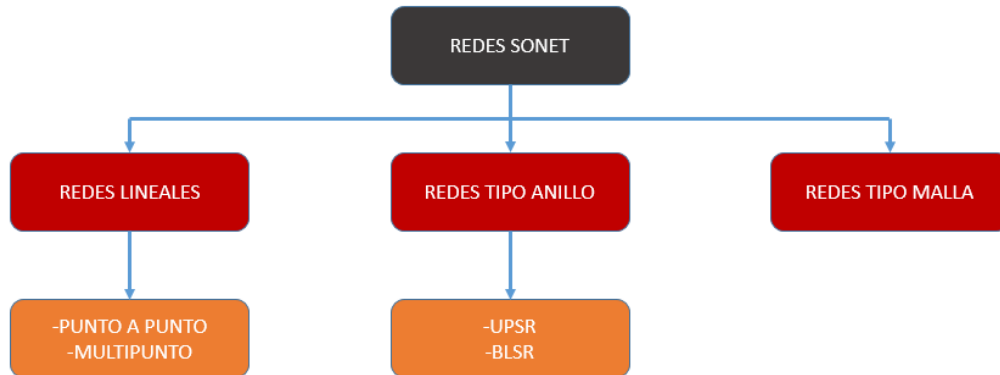 REDES SONET
REDES LINEALES
REDES TIPO ANILLO
REDES TIPO MALLA
-PUNTO A PUNTO
-MULTIPUNTO
-UPSR
-BLSR